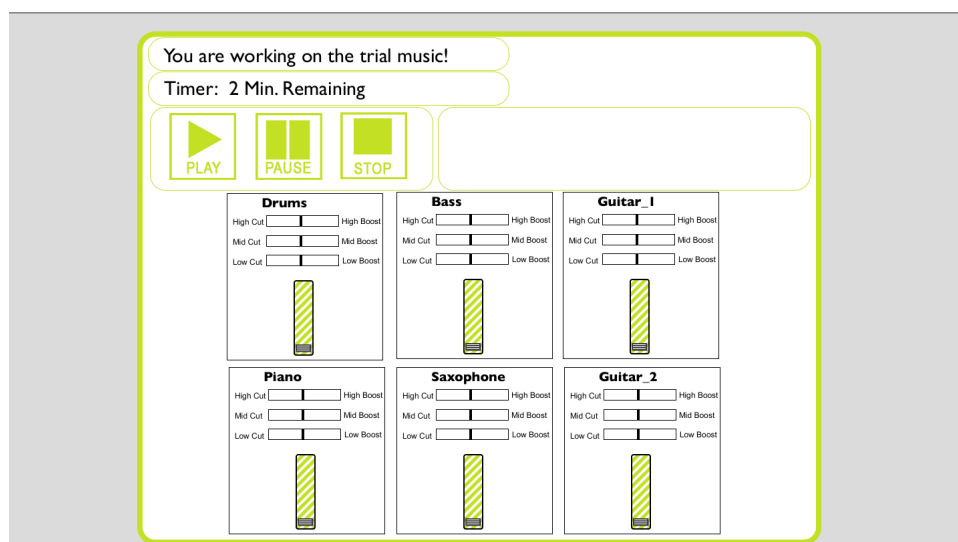 You are working on the trial music!
Timer: 2 Min. Remaining
PLAY PAUSE STOP
Drums Bass Guitar_1
High Cut High Boost High Cut High Boost High Cut High Boost
Mid Cut Mid Boost Mid Cut Mid Boost Mid Cut Mid Boost
Low Cut Low Boost Low Cut Low Boost Low Cut Low Boost
Piano Saxophone Guitar_2
High Cut High Boost High Cut High Boost High Cut High Boost
Mid Cut Mid Boost Mid Cut Mid Boost Mid Cut Mid Boost
Low Cut Low Boost Low Cut Low Boost Low Cut Low Boost